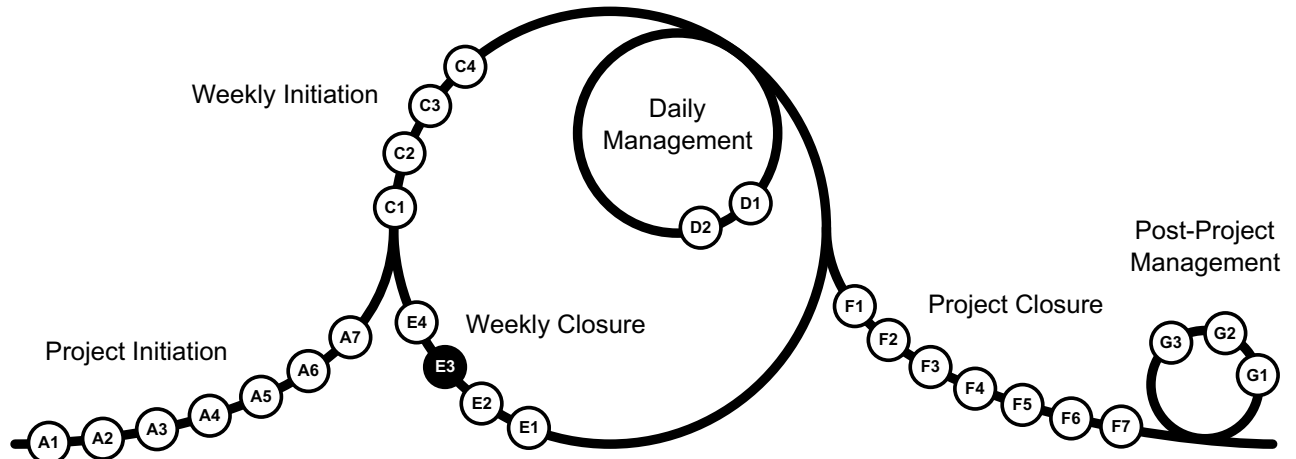 Weekly Initiation
Daily
Management
Post-Project
Management
Project Closure
Weekly Closure
Project Initiation
A1
A2
A3
A4
A5
A6
A7
C1
C2
C3
C4
D1
D2
E1
E2
E3
E4
F1
F2
F3
F4
F5
F6
F7
G1
G2
G3